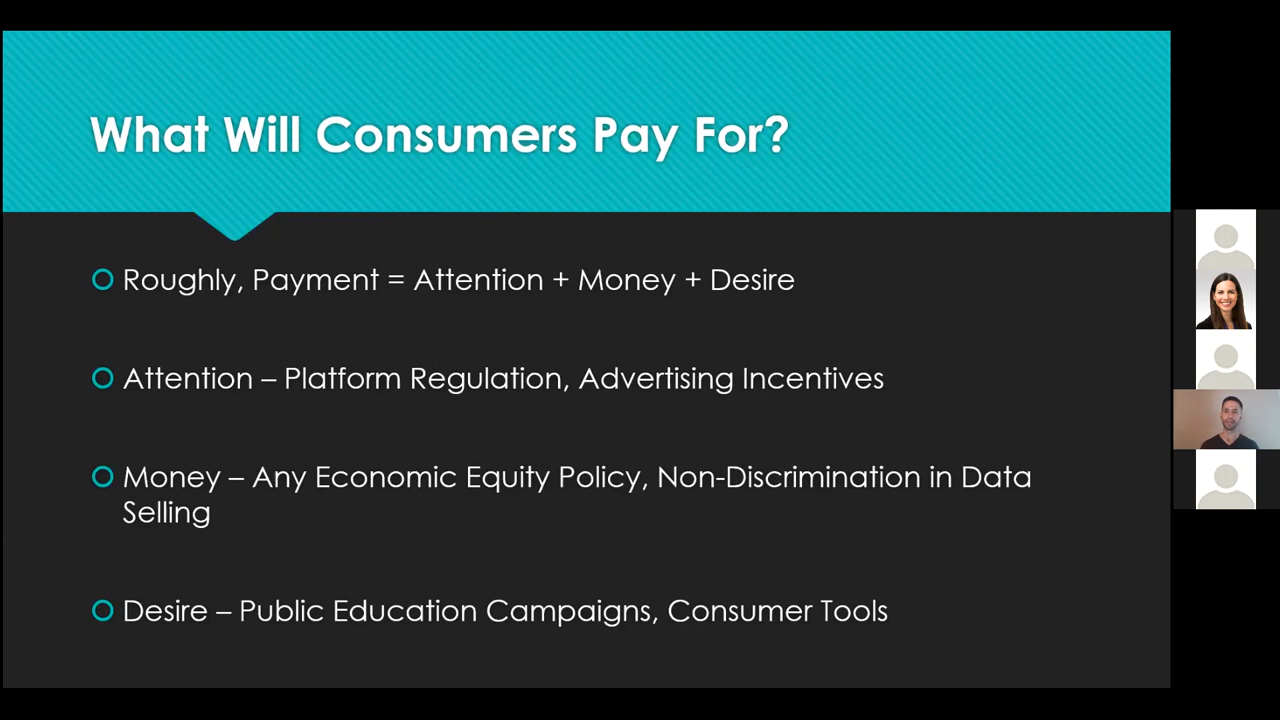 What Will Consumers Pay For?
Roughly, Payment = Attention + Money + Desire
Attention – Platform Regulation, Advertising Incentives
Money – Any Economic Equity Policy, Non-Discrimination in Data
Selling
Desire – Public Education Campaigns, Consumer Tools